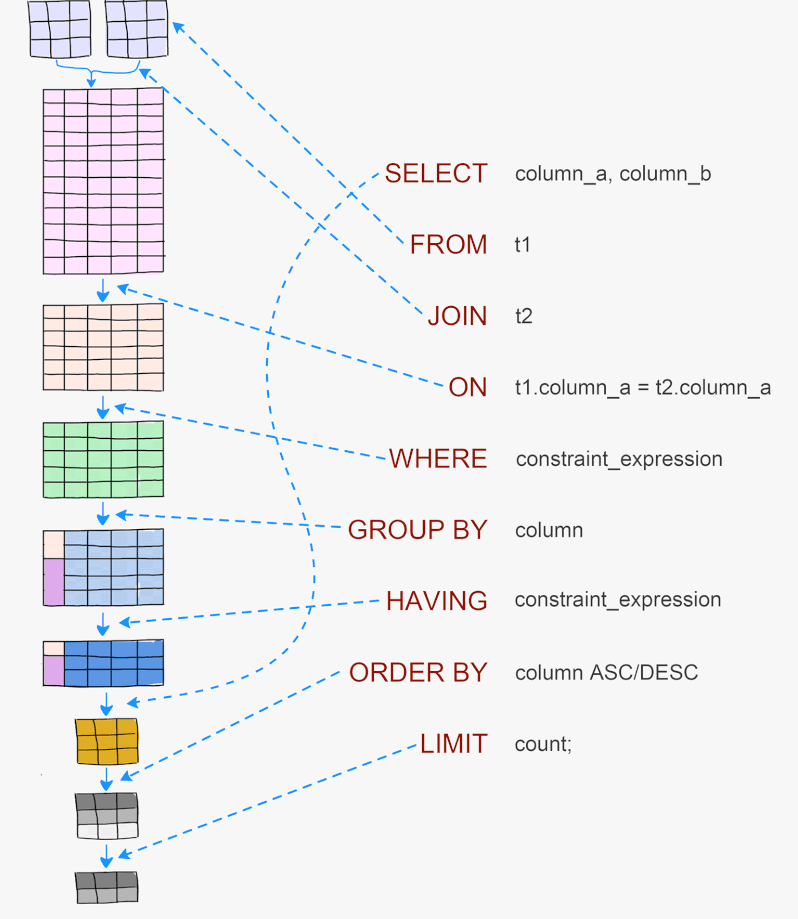 SELECT column_a, column_b
FROM t1
JOIN t2
ON t1.column_a = t2.column_a
WHERE constraint_expression
GROUP BY column
HAVING constraint_expression
ORDER BY column ASC/DESC
LIMIT count;